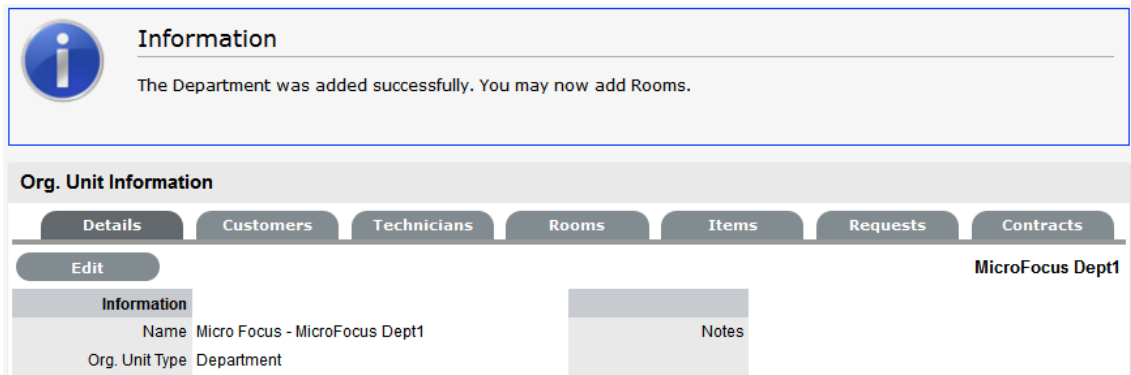 Information
The Department was added successfully. You may now add Rooms.
Org. Unit Information
Details Customers Technicians Rooms Items Requests Contracts
Edit MicroFocus Dept1
Information
Name Micro Focus - MicroFocus Dept1 Notes
Org. Unit Type Department